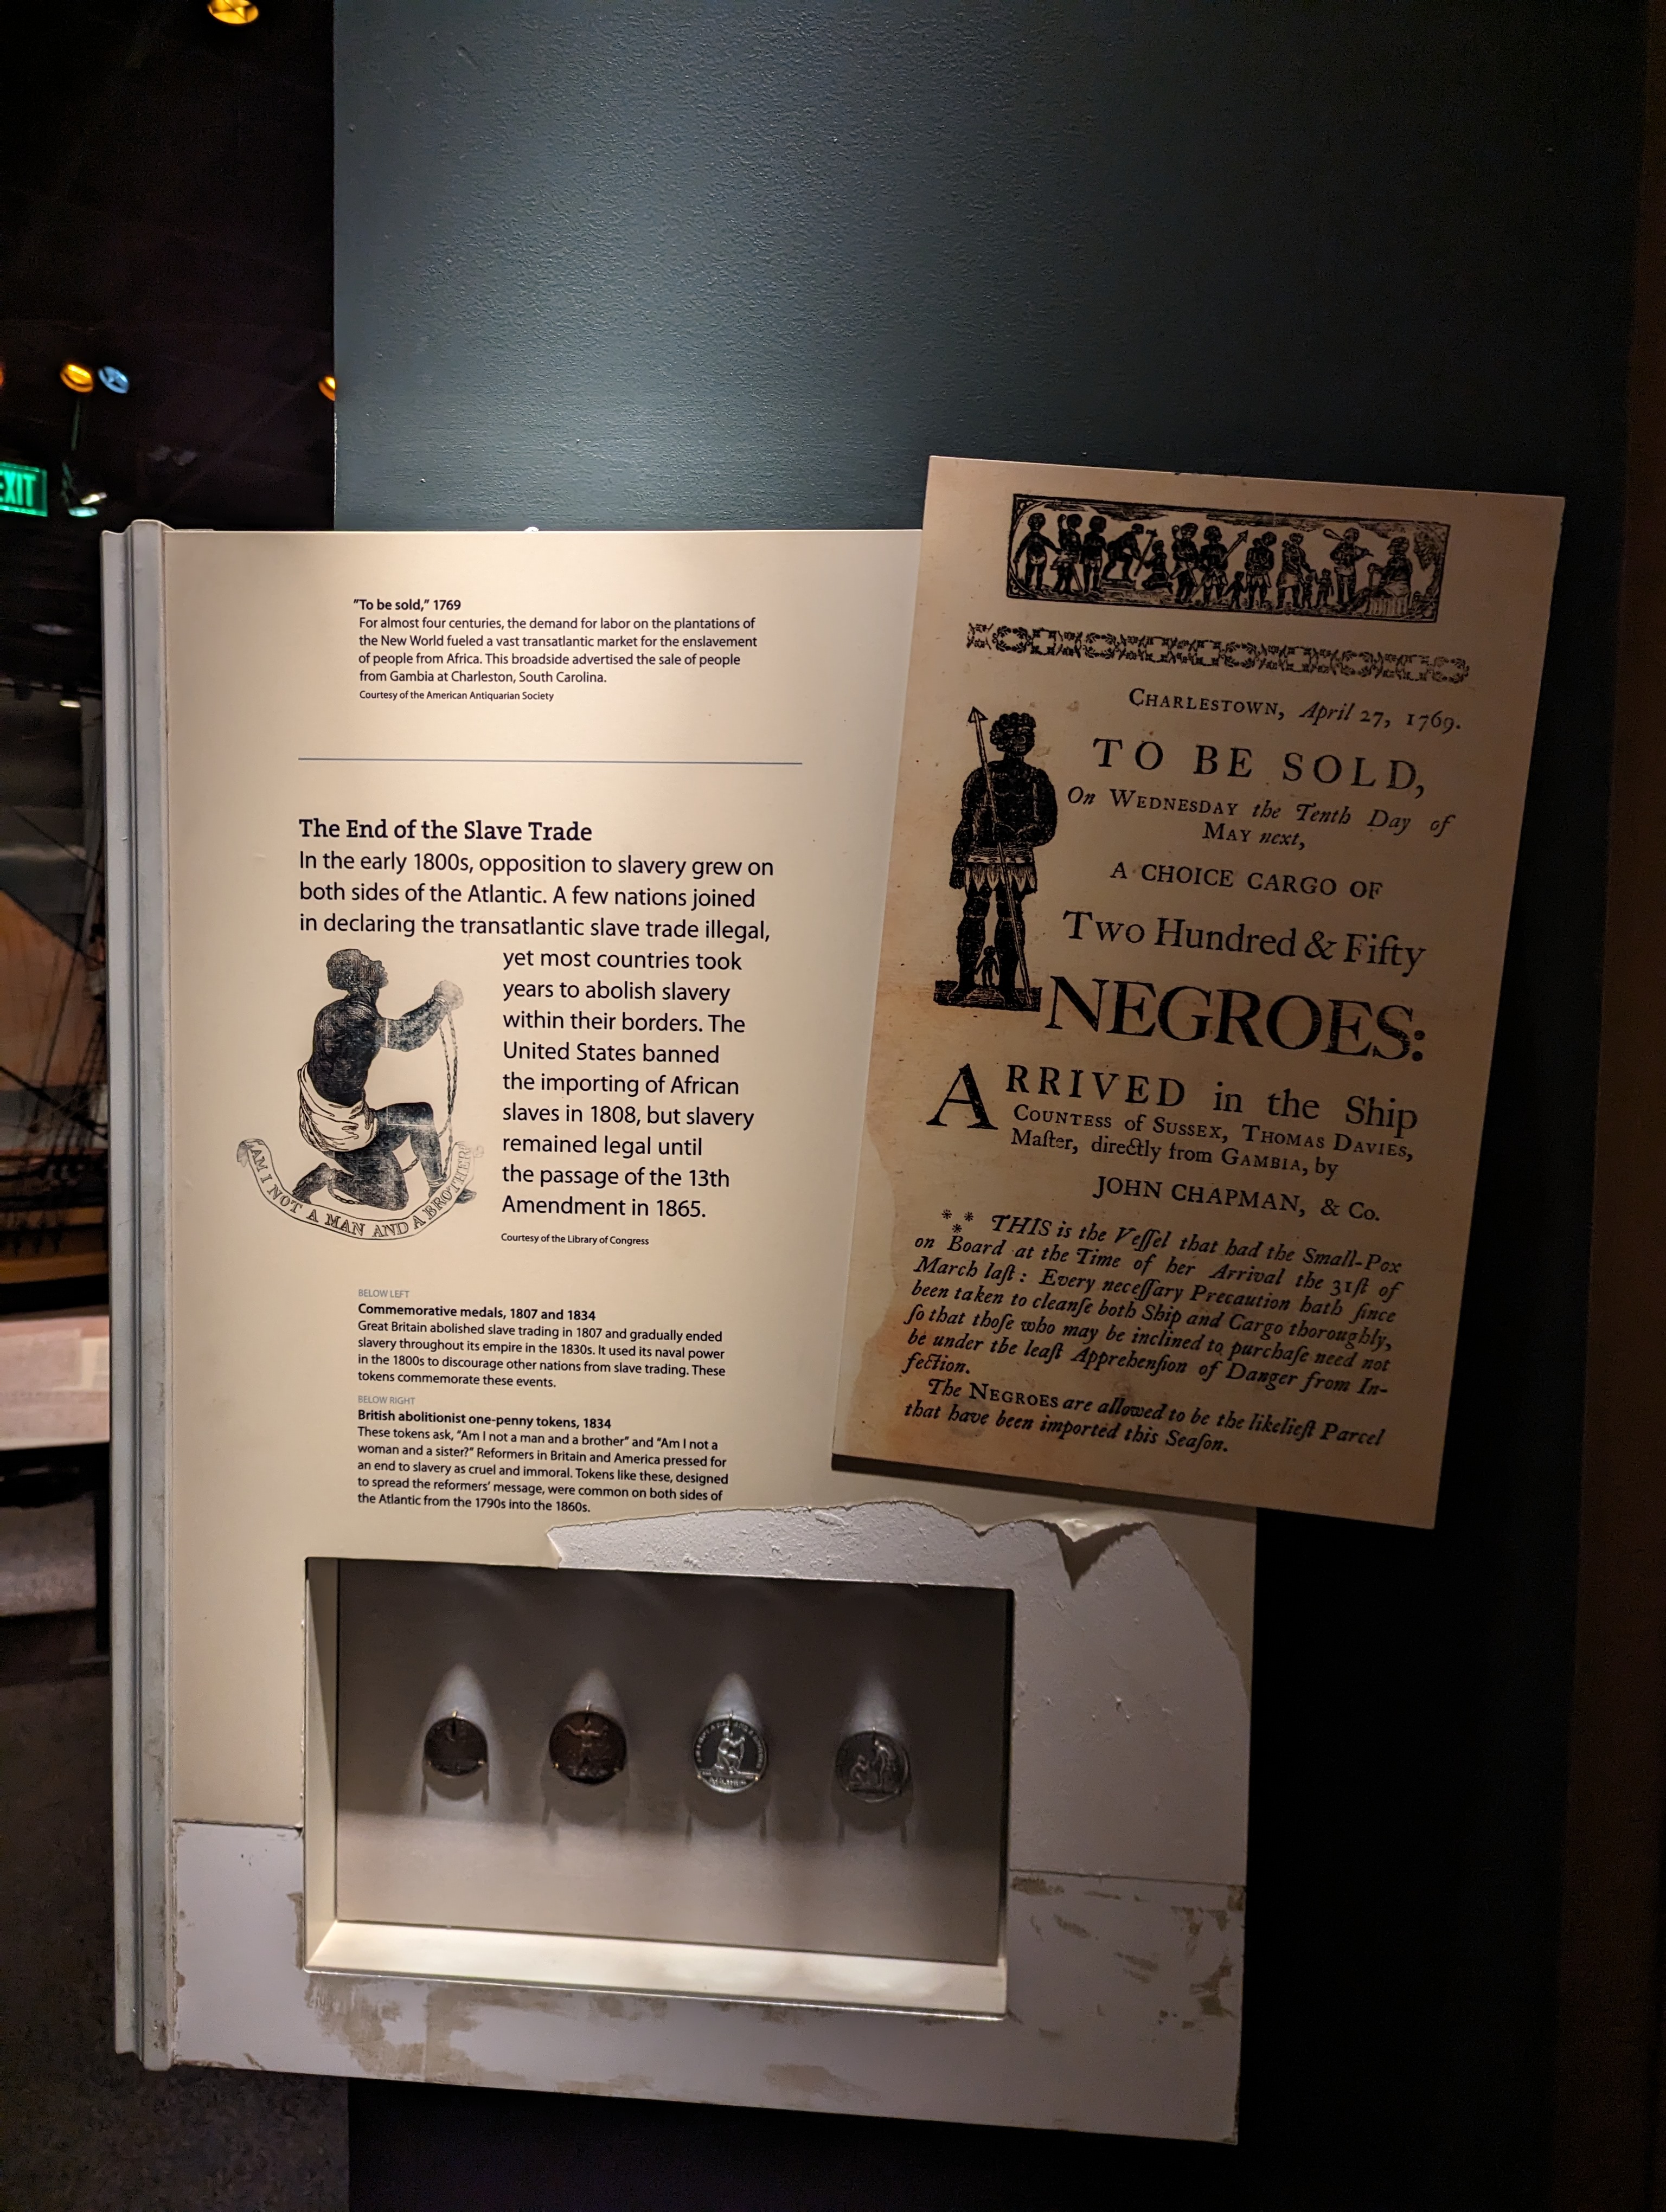 EXIT
"To be sold," 1769
For almost four centuries, the demand for labor on the plantations of
the New World fueled a vast transatlantic market for the enslavement
of people from Africa. This broadside advertised the sale of people
from Gambia at Charleston, South Carolina.
Courtesy of the American Antiquarian Society
The End of the Slave Trade
In the early 1800s, opposition to slavery grew on
both sides of the Atlantic. A few nations joined
in declaring the transatlantic slave trade illegal,
yet most countries took
years to abolish slavery
within their borders. The
United States banned
the importing of African
slaves in 1808, but slavery
remained legal until
the passage of the 13th
Amendment in 1865.
AM I NOT A MAN AND A BROTHER
Courtesy of the Library of Congress
BELOW LEFT
Commemorative medals, 1807 and 1834
Great Britain abolished slave trading in 1807 and gradually ended
slavery throughout its empire in the 1830s. It used its naval power
in the 1800s to discourage other nations from slave trading. These
tokens commemorate these events.
BELOW RIGHT
British abolitionist one-penny tokens, 1834
These tokens ask, "Am I not a man and a brother" and "Am I not a
woman and a sister?" Reformers in Britain and America pressed for
an end to slavery as cruel and immoral. Tokens like these, designed
to spread the reformers' message, were common on both sides of
the Atlantic from the 1790s into the 1860s.
CHARLESTOWN, April 27, 1769.
TO BE SOLD,
On WEDNESDAY the Tenth Day of
MAY next,
A CHOICE CARGO OF
Two Hundred & Fifty
NEGROES:
ARRIVED in the Ship
COUNTESS of SUSSEX, THOMAS DAVIES,
Maſter, directly from GAMBIA, by
JOHN CHAPMAN, & Co.
*** THIS is the Veſſel that had the Small-Pox
on Board at the Time of her Arrival the 31ſt of
March laſt: Every neceſſary Precaution hath ſince
been taken to cleanſe both Ship and Cargo thoroughly,
ſo that thoſe who may be inclined to purchaſe need not
be under the leaſt Apprehenſion of Danger from In-
fection.
The NEGROES are allowed to be the likelieſt Parcel
that have been imported this Seaſon.